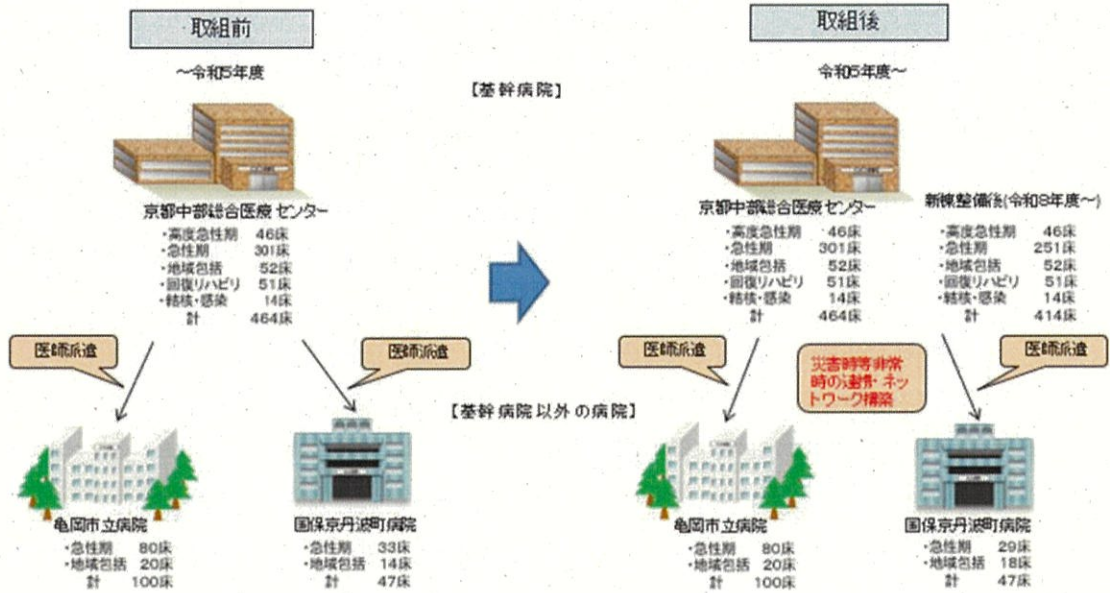 取組前
～令和5年度
【基幹病院】
京都中部総合医療センター
・高度急性期 46床
・急性期 301床
・地域包括 52床
・回復リハビリ 51床
・結核・感染 14床
計 464床
医師派遣
医師派遣
【基幹病院以外の病院】
亀岡市立病院
・急性期 80床
・地域包括 20床
計 100床
国保京丹波町病院
・急性期 33床
・地域包括 14床
計 47床
取組後
令和5年度～
京都中部総合医療センター
・高度急性期 46床
・急性期 301床
・地域包括 52床
・回復リハビリ 51床
・結核・感染 14床
計 464床
新棟整備後(令和8年度～)
・高度急性期 46床
・急性期 251床
・地域包括 52床
・回復リハビリ 51床
・結核・感染 14床
計 414床
医師派遣
災害時等非常
時の連携・ネッ
トワーク構築
医師派遣
亀岡市立病院
・急性期 80床
・地域包括 20床
計 100床
国保京丹波町病院
・急性期 29床
・地域包括 18床
計 47床